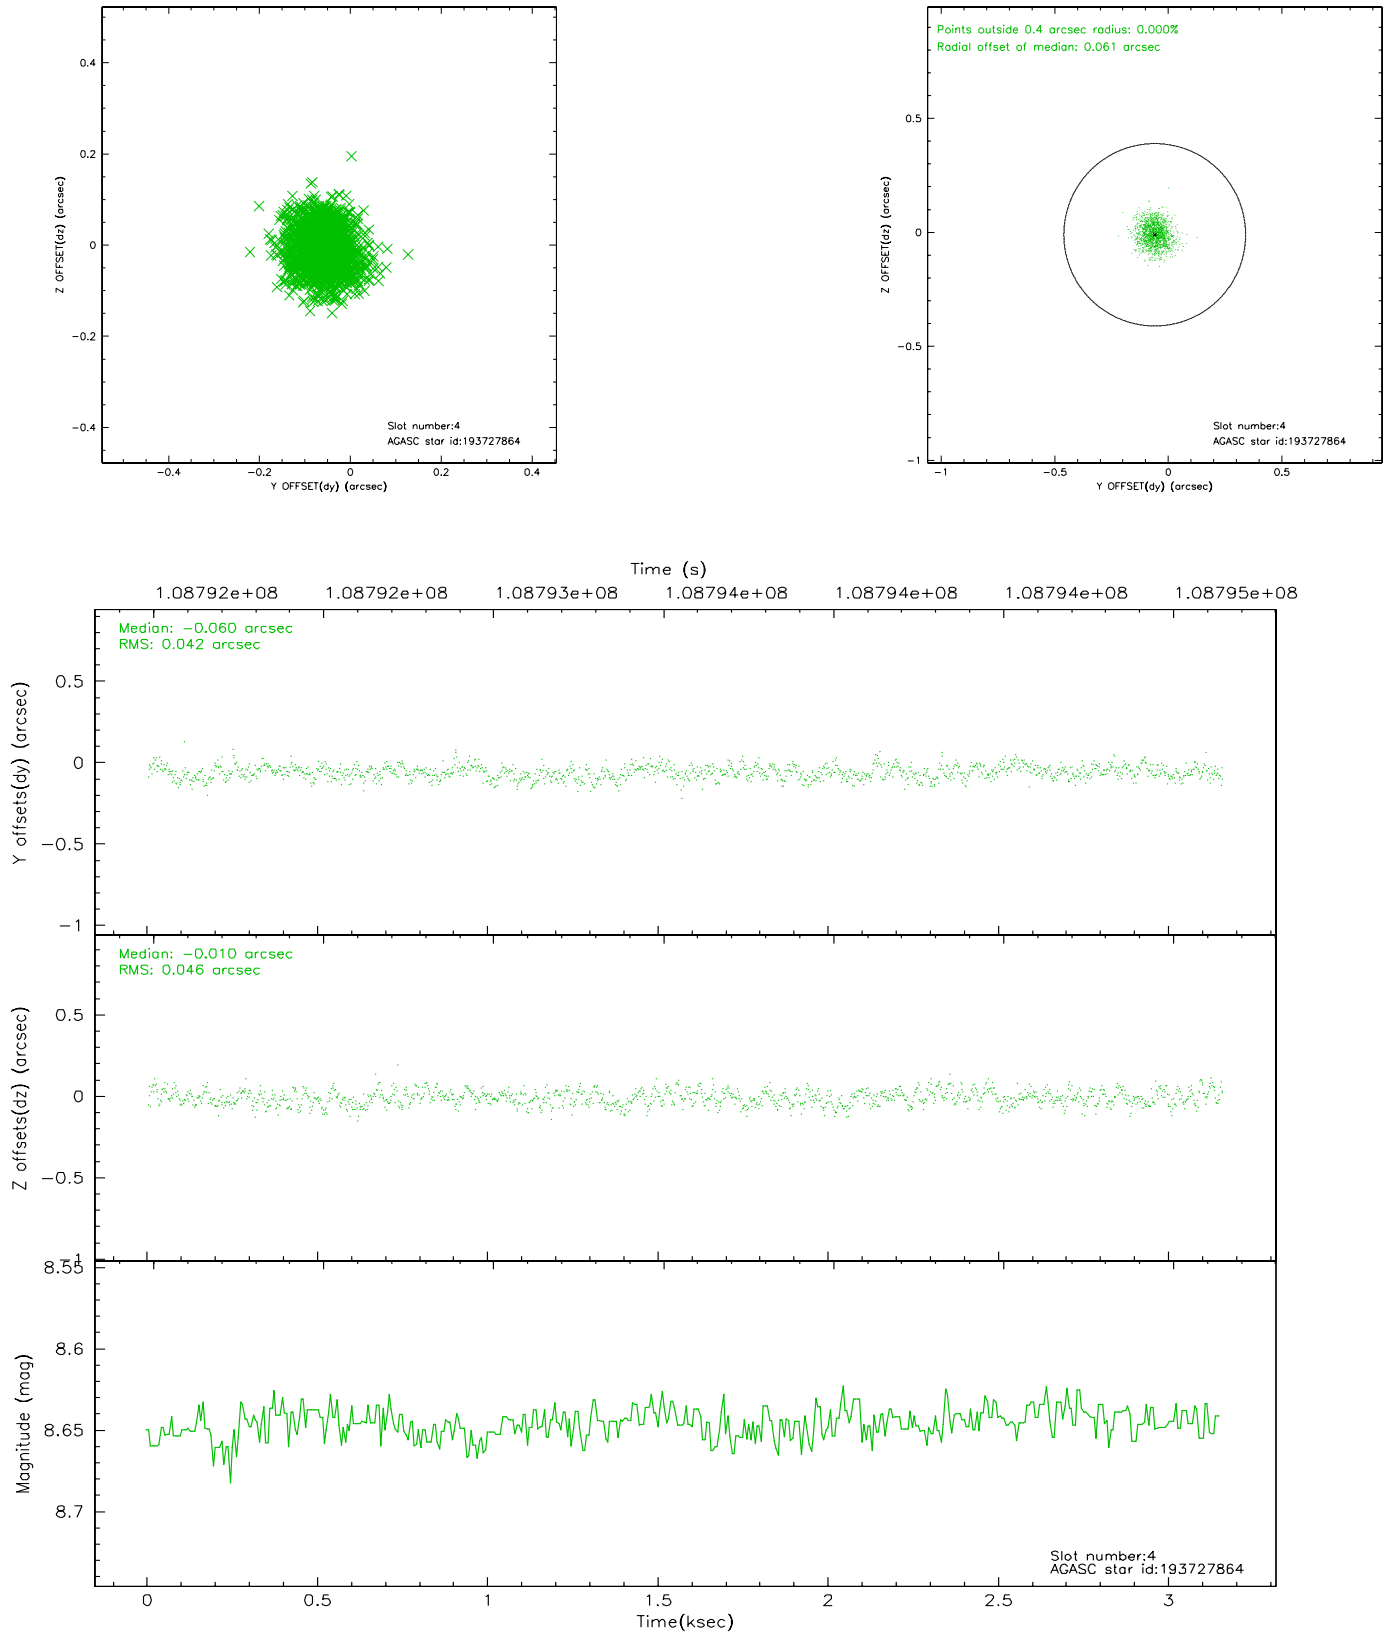 0.4
0.2
0
−0.2
−0.4
Z OFFSET(dz) (arcsec)
Slot number:4
AGASC star id:193727864
−0.4 −0.2 0 0.2 0.4
Y OFFSET(dy) (arcsec)
Points outside 0.4 arcsec radius: 0.000%
Radial offset of median: 0.061 arcsec
0.5
0
−0.5
−1
Z OFFSET(dz) (arcsec)
Slot number:4
AGASC star id:193727864
−1 −0.5 0 0.5
Y OFFSET(dy) (arcsec)
Time (s)
1.08792e+08 1.08792e+08 1.08793e+08 1.08794e+08 1.08794e+08 1.08794e+08 1.08795e+08
Median: −0.060 arcsec
RMS: 0.042 arcsec
0.5
0
−0.5
−1
Y offsets(dy) (arcsec)
Median: −0.010 arcsec
RMS: 0.046 arcsec
0.5
0
−0.5
−1
Z offsets(dz) (arcsec)
8.55
8.6
8.65
8.7
Magnitude (mag)
Slot number:4
AGASC star id:193727864
0 0.5 1 1.5 2 2.5 3
Time(ksec)